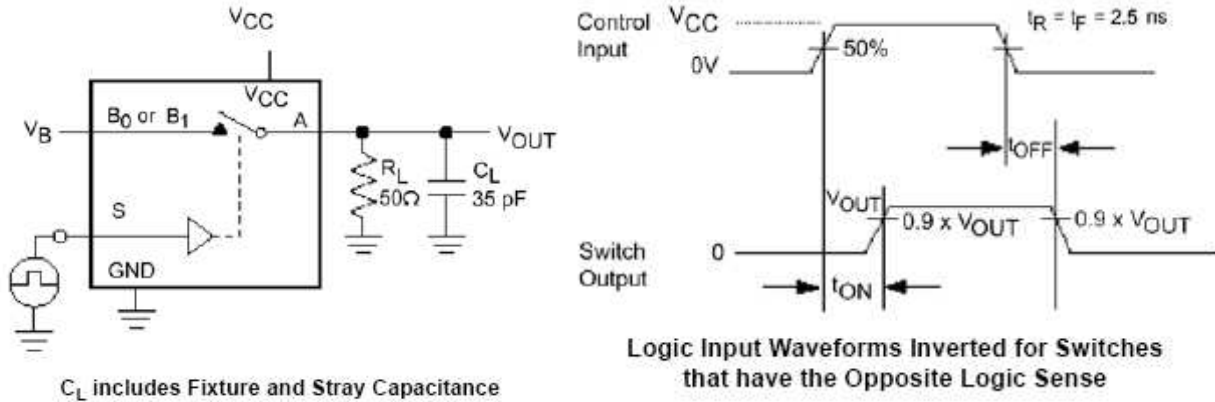 VCC
VCC
VB
B0 or B1
A
VOUT
RL
50Ω
CL
35 pF
S
GND
CL includes Fixture and Stray Capacitance
Control
Input
VCC
0V
50%
tR = tF = 2.5 ns
tOFF
VOUT
0.9 x VOUT
0.9 x VOUT
Switch
Output
0
tON
Logic Input Waveforms Inverted for Switches
that have the Opposite Logic Sense